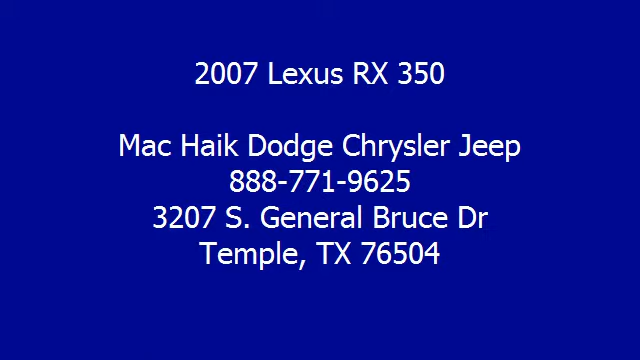 2007 Lexus RX 350
Mac Haik Dodge Chrysler Jeep
888-771-9625
3207 S. General Bruce Dr
Temple, TX 76504